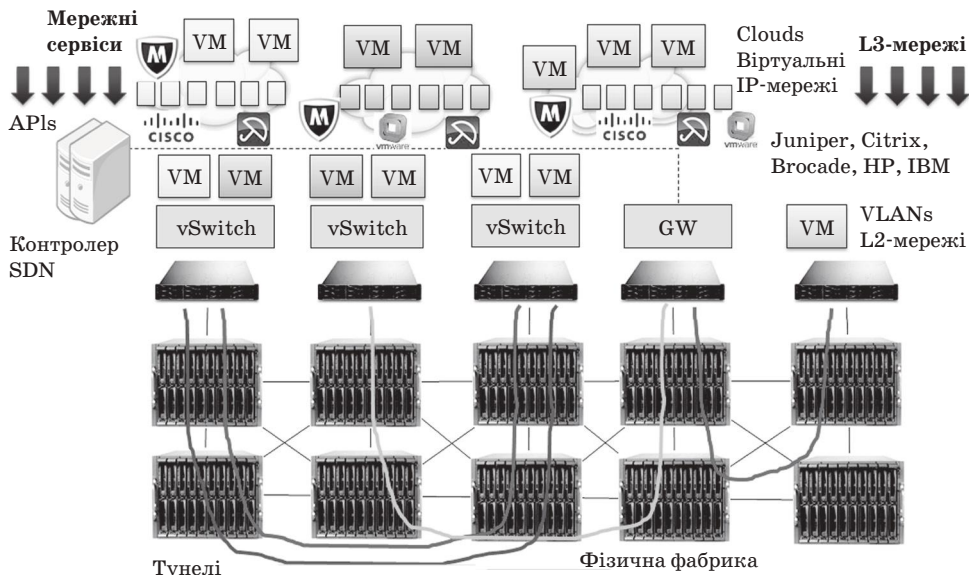 Мережні
сервіси
APIs
VM VM
VM VM
VM VM VM
CISCO
vmware
CISCO
vmware
Clouds
Віртуальні
IP-мережі
L3-мережі
Juniper, Citrix,
Brocade, HP, IBM
Контролер
SDN
VM VM
VM VM
VM VM
vSwitch
vSwitch
vSwitch
GW
VM
VLANs
L2-мережі
Тунелі
Фізична фабрика